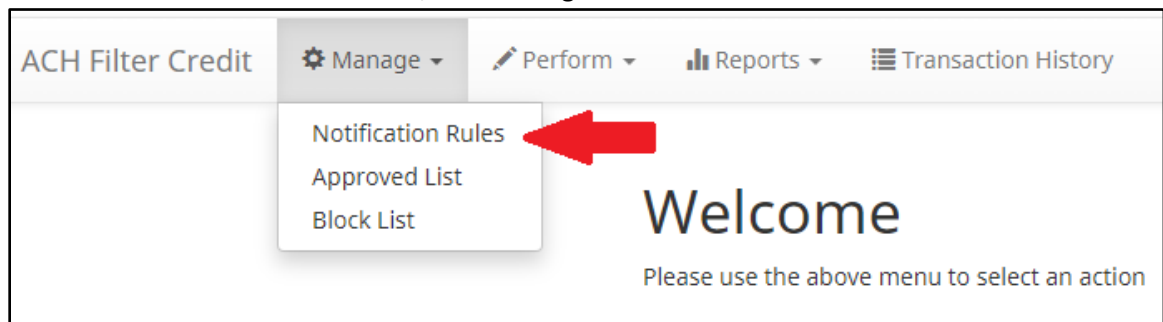 ACH Filter Credit Manage Perform Reports Transaction History
Notification Rules
Approved List
Block List
Welcome
Please use the above menu to select an action